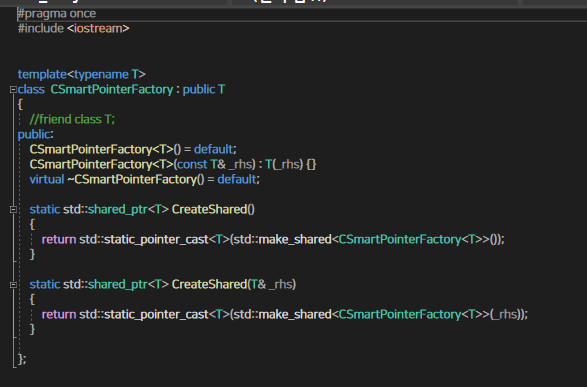 #pragma once
#include <iostream>
template<typename T>
class CSmartPointerFactory : public T
{
//friend class T;
public:
CSmartPointerFactory<T>() = default;
CSmartPointerFactory<T>(const T& _rhs) : T(_rhs) {}
virtual ~CSmartPointerFactory() = default;
static std::shared_ptr<T> CreateShared()
{
return std::static_pointer_cast<T>(std::make_shared<CSmartPointerFactory<T>>());
}
static std::shared_ptr<T> CreateShared(T& _rhs)
{
return std::static_pointer_cast<T>(std::make_shared<CSmartPointerFactory<T>>(_rhs));
}
};